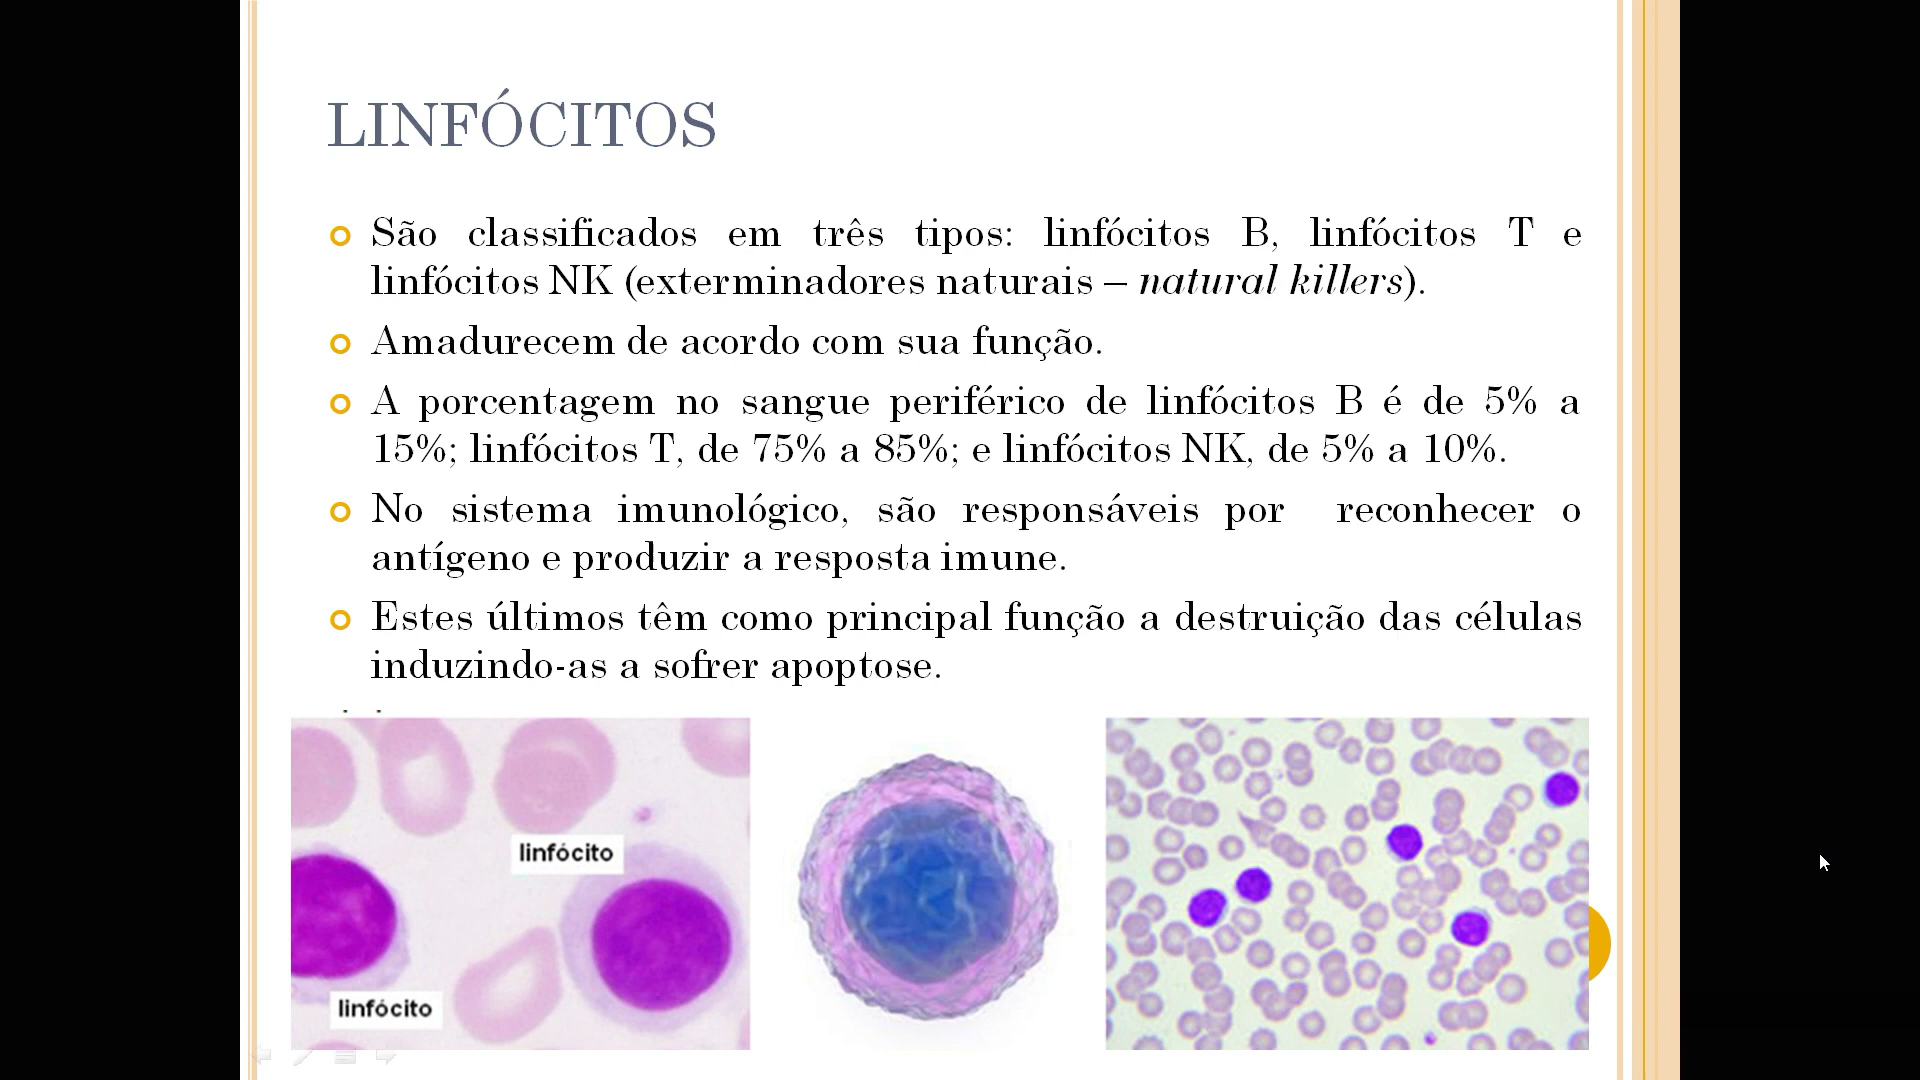 LINFÓCITOS
São classificados em três tipos: linfócitos B, linfócitos T e
linfócitos NK (exterminadores naturais – natural killers).
Amadurecem de acordo com sua função.
A porcentagem no sangue periférico de linfócitos B é de 5% a
15%; linfócitos T, de 75% a 85%; e linfócitos NK, de 5% a 10%.
No sistema imunológico, são responsáveis por reconhecer o
antígeno e produzir a resposta imune.
Estes últimos têm como principal função a destruição das células
induzindo-as a sofrer apoptose.
linfócito
linfócito